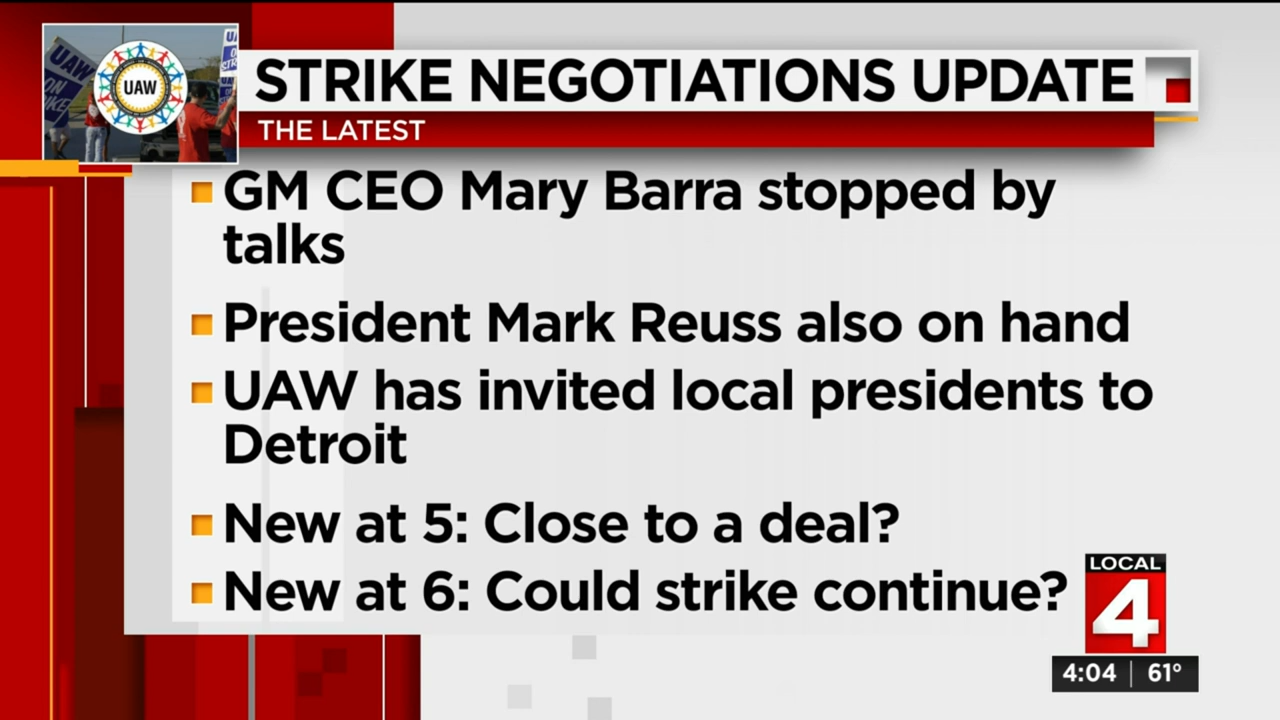 UAW
ON
UAW
STRIKE NEGOTIATIONS UPDATE
THE LATEST
GM CEO Mary Barra stopped by
talks
President Mark Reuss also on hand
UAW has invited local presidents to
Detroit
New at 5: Close to a deal?
New at 6: Could strike continue?
LOCAL
4
4:04 | 61°